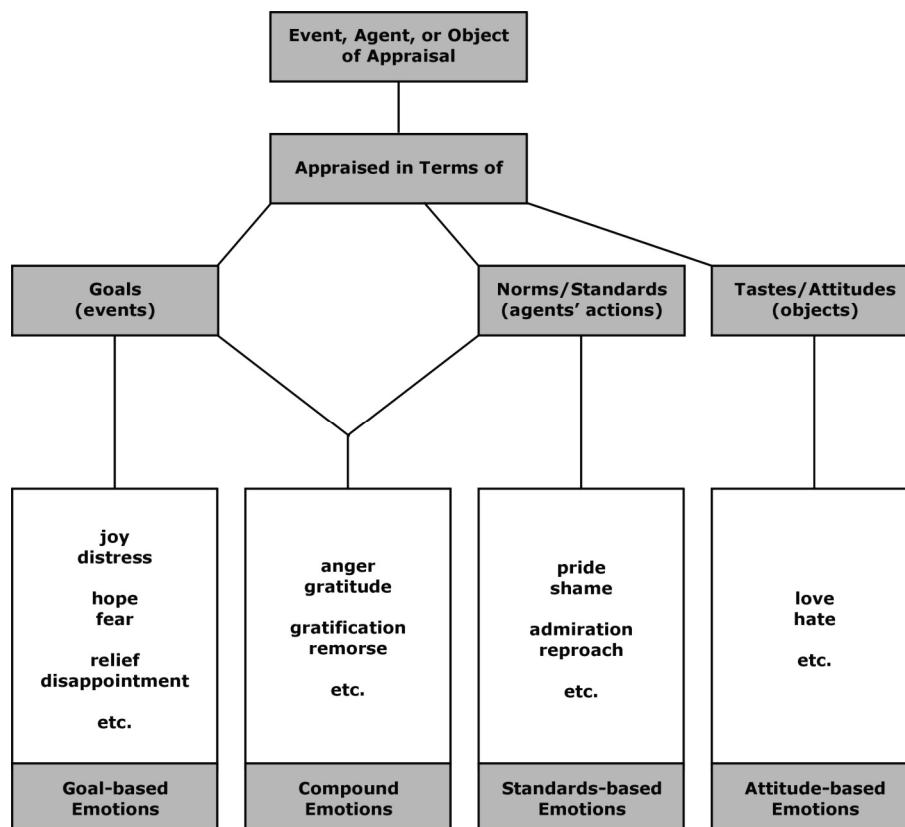 Event, Agent, or Object
of Appraisal
Appraised in Terms of
Goals
(events)
Norms/Standards
(agents’ actions)
Tastes/Attitudes
(objects)
joy
distress
hope
fear
relief
disappointment
etc.
Goal-based
Emotions
anger
gratitude
gratification
remorse
etc.
Compound
Emotions
pride
shame
admiration
reproach
etc.
Standards-based
Emotions
love
hate
etc.
Attitude-based
Emotions